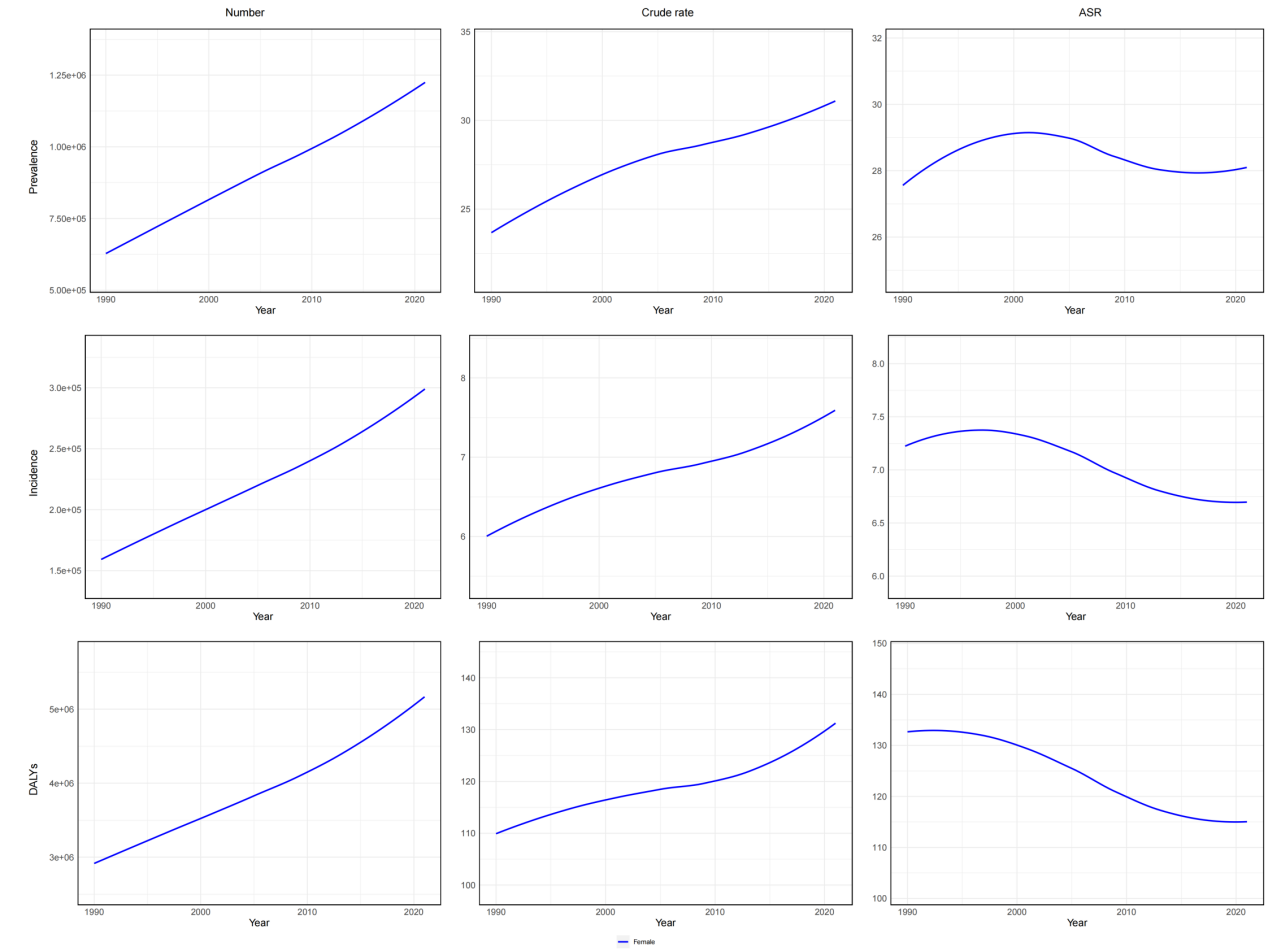 Number
Crude rate
ASR
Prevalence
1.25e+06
1.00e+06
7.50e+05
5.00e+05
1990
2000
2010
2020
Year
35
30
25
1990
2000
2010
2020
Year
32
30
28
26
1990
2000
2010
2020
Year
Incidence
3.0e+05
2.5e+05
2.0e+05
1.5e+05
1990
2000
2010
2020
Year
8
7
6
1990
2000
2010
2020
Year
8.0
7.5
7.0
6.5
6.0
1990
2000
2010
2020
Year
DALYs
5e+06
4e+06
3e+06
1990
2000
2010
2020
Year
140
130
120
110
100
1990
2000
2010
2020
Year
150
140
130
120
110
100
1990
2000
2010
2020
Year
Female